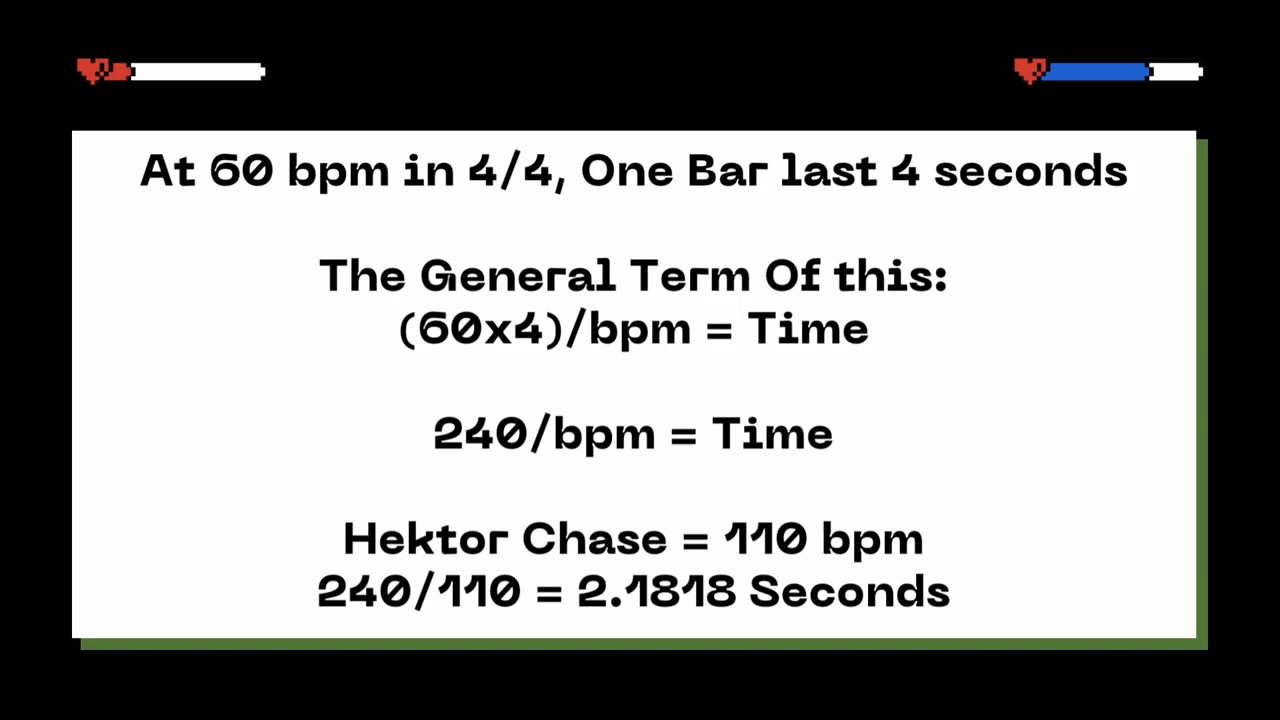 At 60 bpm in 4/4, One Bar last 4 seconds
The General Term Of this:
(60x4)/bpm = Time
240/bpm = Time
Hektor Chase = 110 bpm
240/110 = 2.1818 Seconds